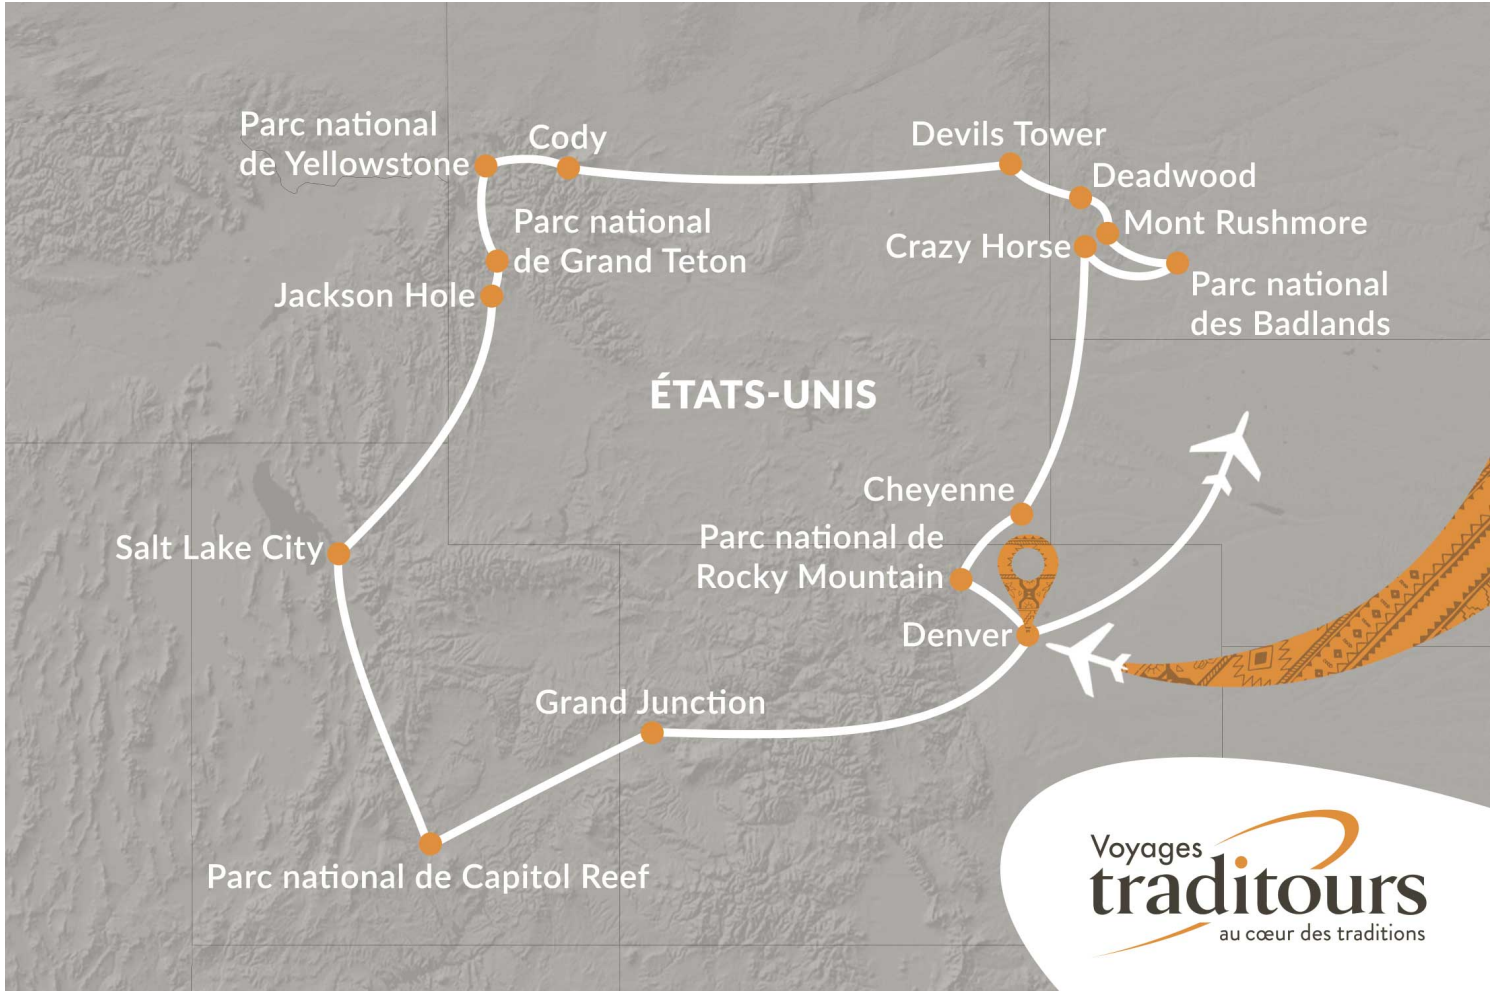 Parc national
de Yellowstone
Cody
Devils Tower
Deadwood
Mont Rushmore
Crazy Horse
Parc national
des Badlands
Parc national
de Grand Teton
Jackson Hole
ÉTATS-UNIS
Cheyenne
Parc national de
Rocky Mountain
Salt Lake City
Denver
Grand Junction
Parc national de Capitol Reef
Voyages
traditours
au cœur des traditions